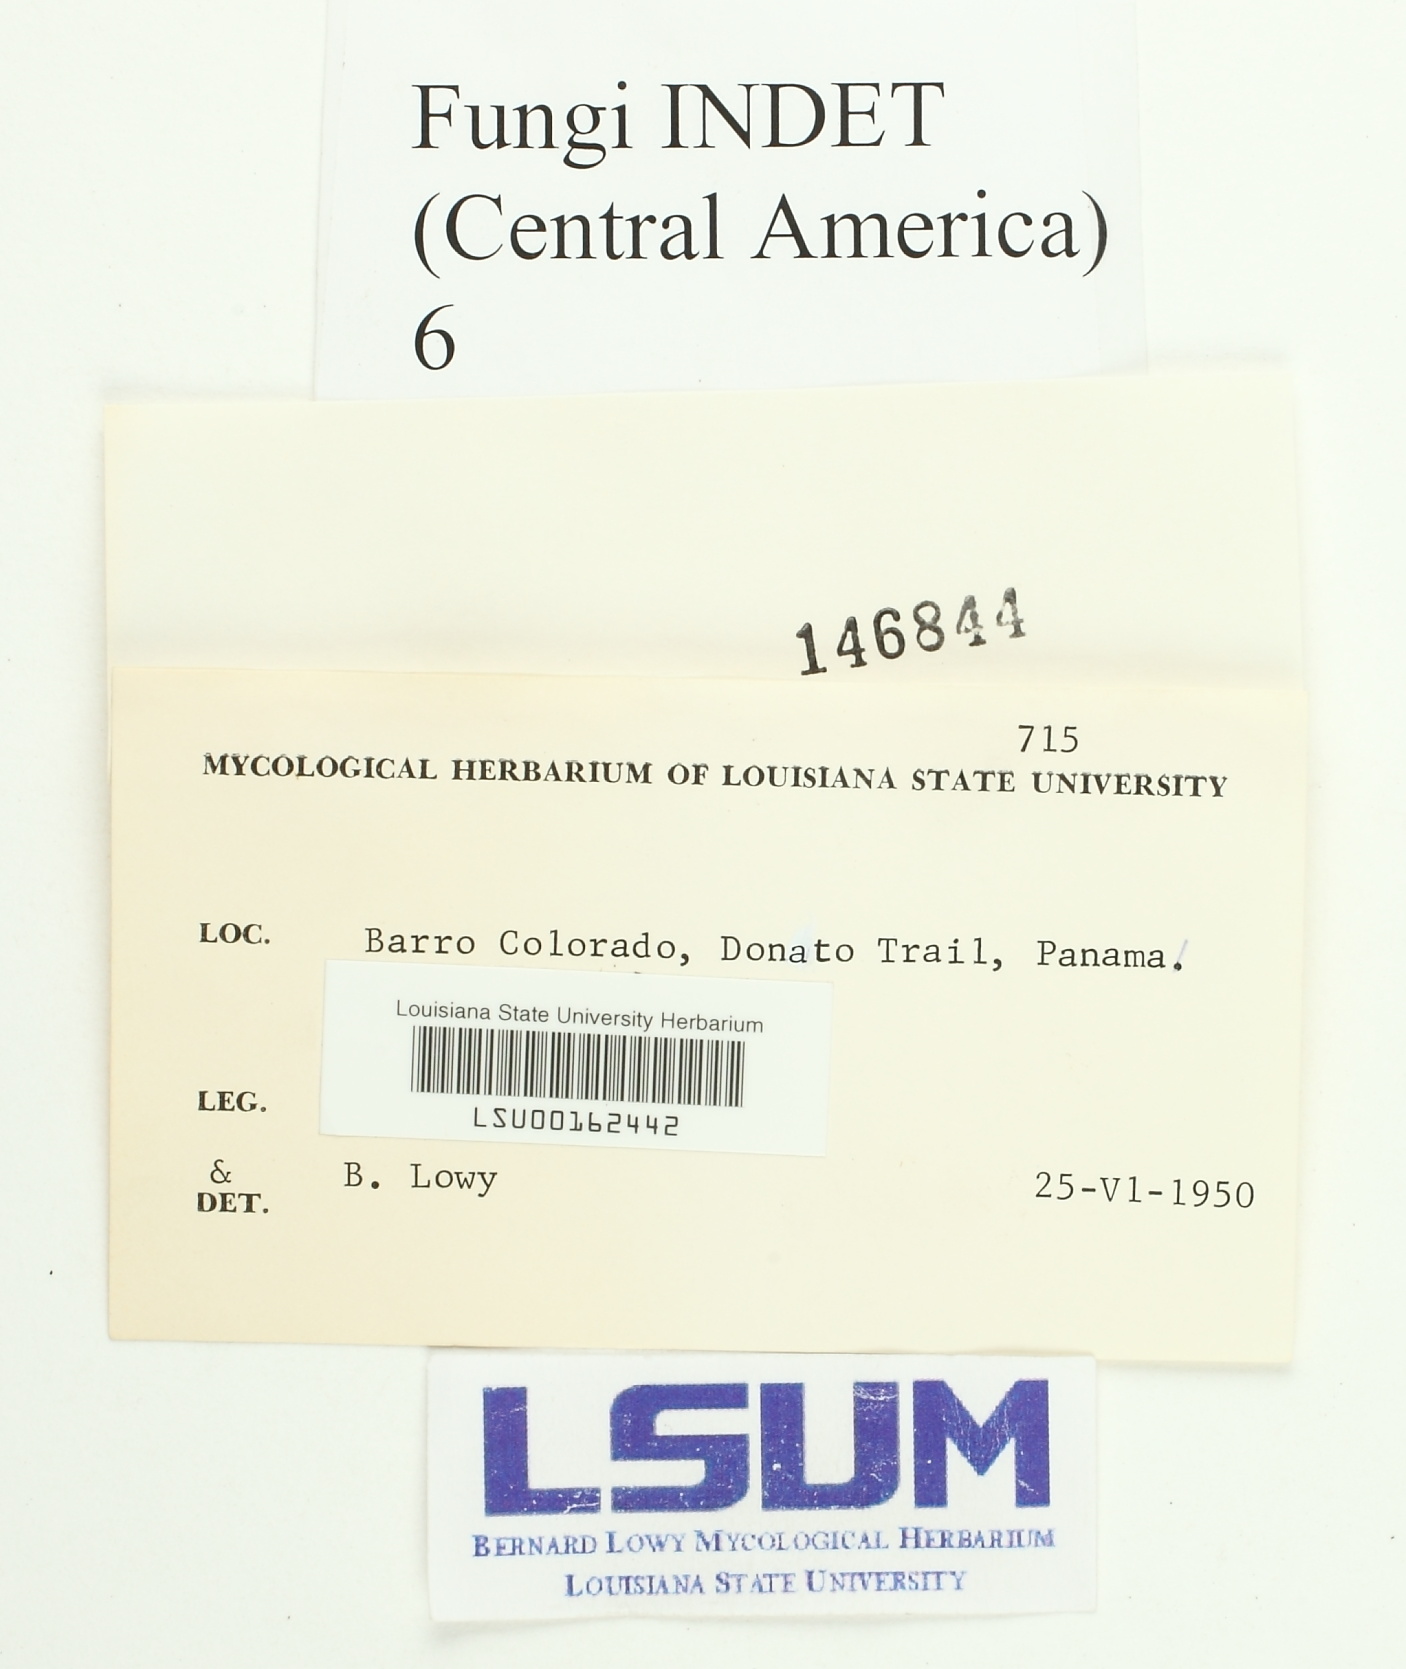 Fungi INDET
(Central America)
6
146844
715
MYCOLOGICAL HERBARIUM OF LOUISIANA STATE UNIVERSITY
LOC. Barro Colorado, Donato Trail, Panama.
Louisiana State University Herbarium
LSU00162442
LEG.
& B. Lowy 25-V1-1950
DET.
LSUM
BERNARD LOWY MYCOLOGICAL HERBARIUM
LOUISIANA STATE UNIVERSITY